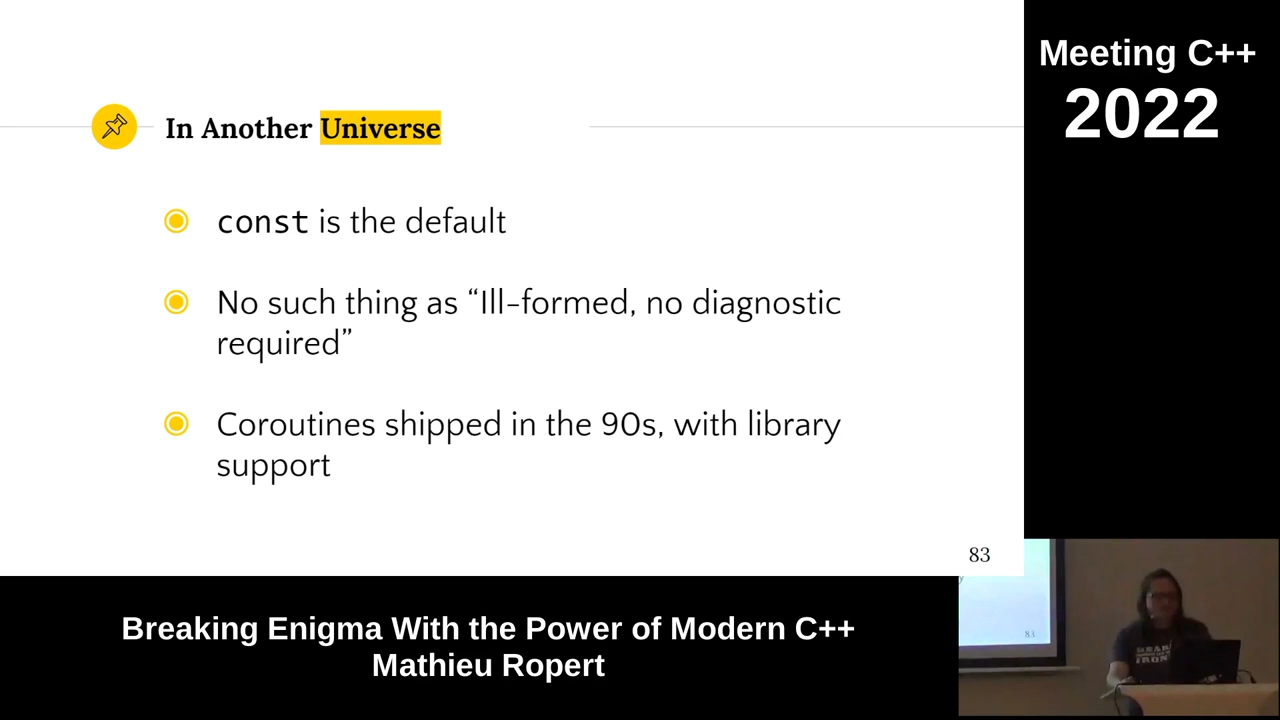 Meeting C++
2022
In Another Universe
const is the default
No such thing as “Ill-formed, no diagnostic
required”
Coroutines shipped in the 90s, with library
support
83
83
Breaking Enigma With the Power of Modern C++
Mathieu Ropert